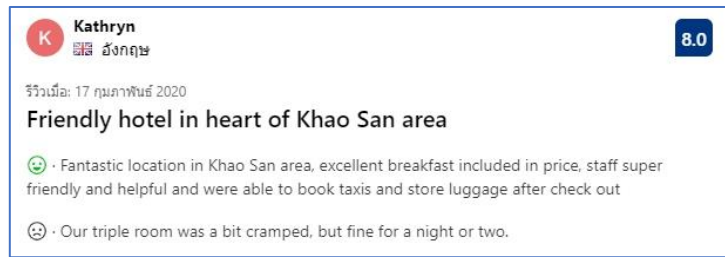 K
Kathryn
อังกฤษ
8.0
รีวิวเมื่อ: 17 กุมภาพันธ์ 2020
Friendly hotel in heart of Khao San area
· Fantastic location in Khao San area, excellent breakfast included in price, staff super
friendly and helpful and were able to book taxis and store luggage after check out
· Our triple room was a bit cramped, but fine for a night or two.